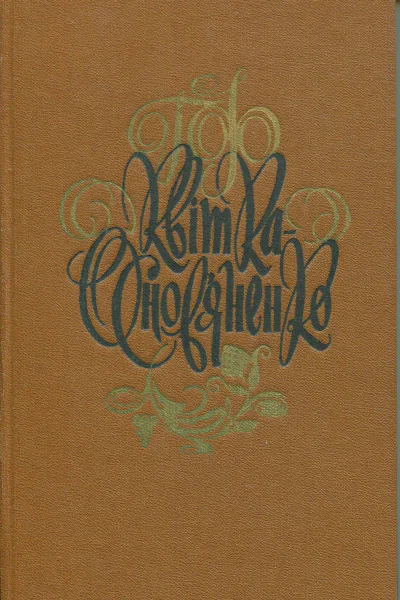 Г Ф
Квітка-
Основ'яненко